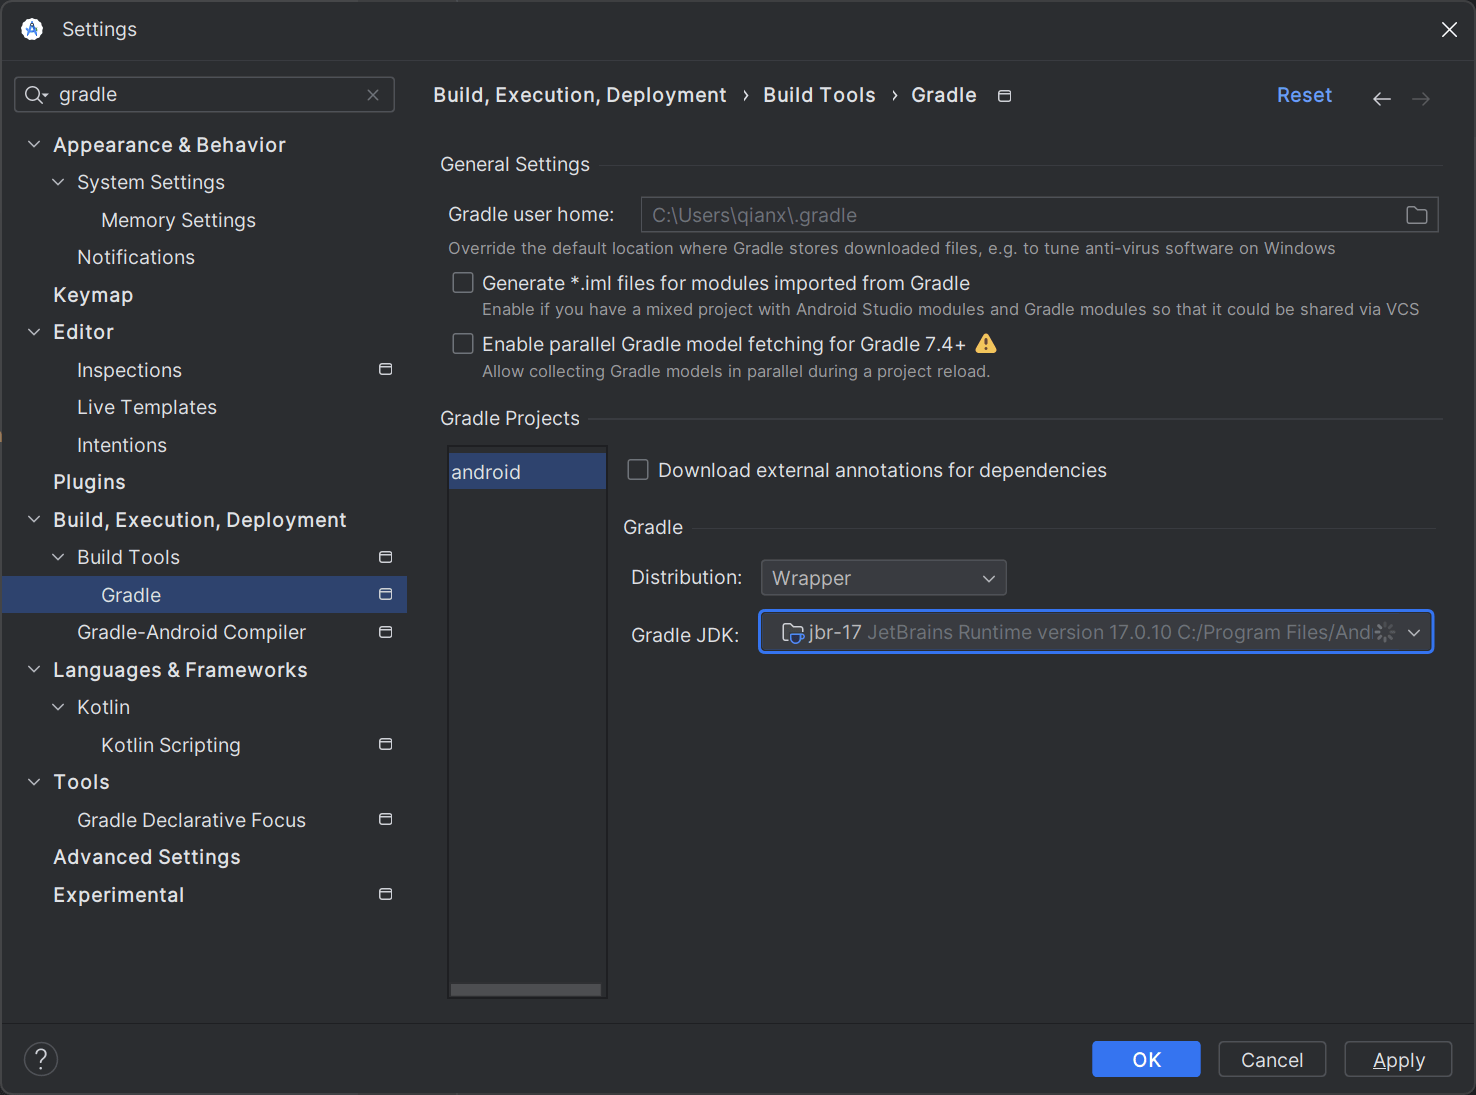 Settings
gradle
Appearance & Behavior
System Settings
Memory Settings
Notifications
Keymap
Editor
Inspections
Live Templates
Intentions
Plugins
Build, Execution, Deployment
Build Tools
Gradle
Gradle-Android Compiler
Languages & Frameworks
Kotlin
Kotlin Scripting
Tools
Gradle Declarative Focus
Advanced Settings
Experimental
Build, Execution, Deployment › Build Tools › Gradle
Reset
General Settings
Gradle user home: C:\Users\qianx\.gradle
Override the default location where Gradle stores downloaded files, e.g. to tune anti-virus software on Windows
Generate *.iml files for modules imported from Gradle
Enable if you have a mixed project with Android Studio modules and Gradle modules so that it could be shared via VCS
Enable parallel Gradle model fetching for Gradle 7.4+
Allow collecting Gradle models in parallel during a project reload.
Gradle Projects
android
Download external annotations for dependencies
Gradle
Distribution: Wrapper
Gradle JDK: jbr-17 JetBrains Runtime version 17.0.10 C:/Program Files/And
?
OK Cancel Apply